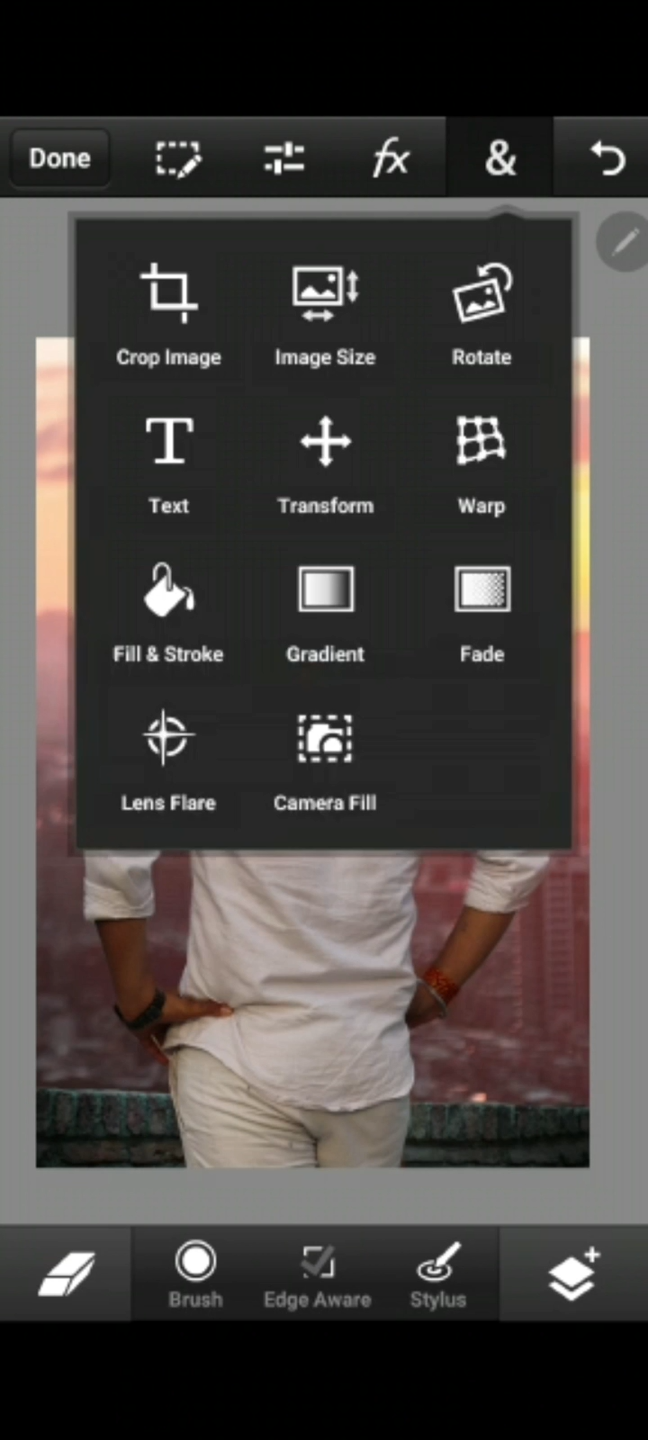 Done fx &
Crop Image Image Size Rotate
Text Transform Warp
Fill & Stroke Gradient Fade
Lens Flare Camera Fill
Brush Edge Aware Stylus